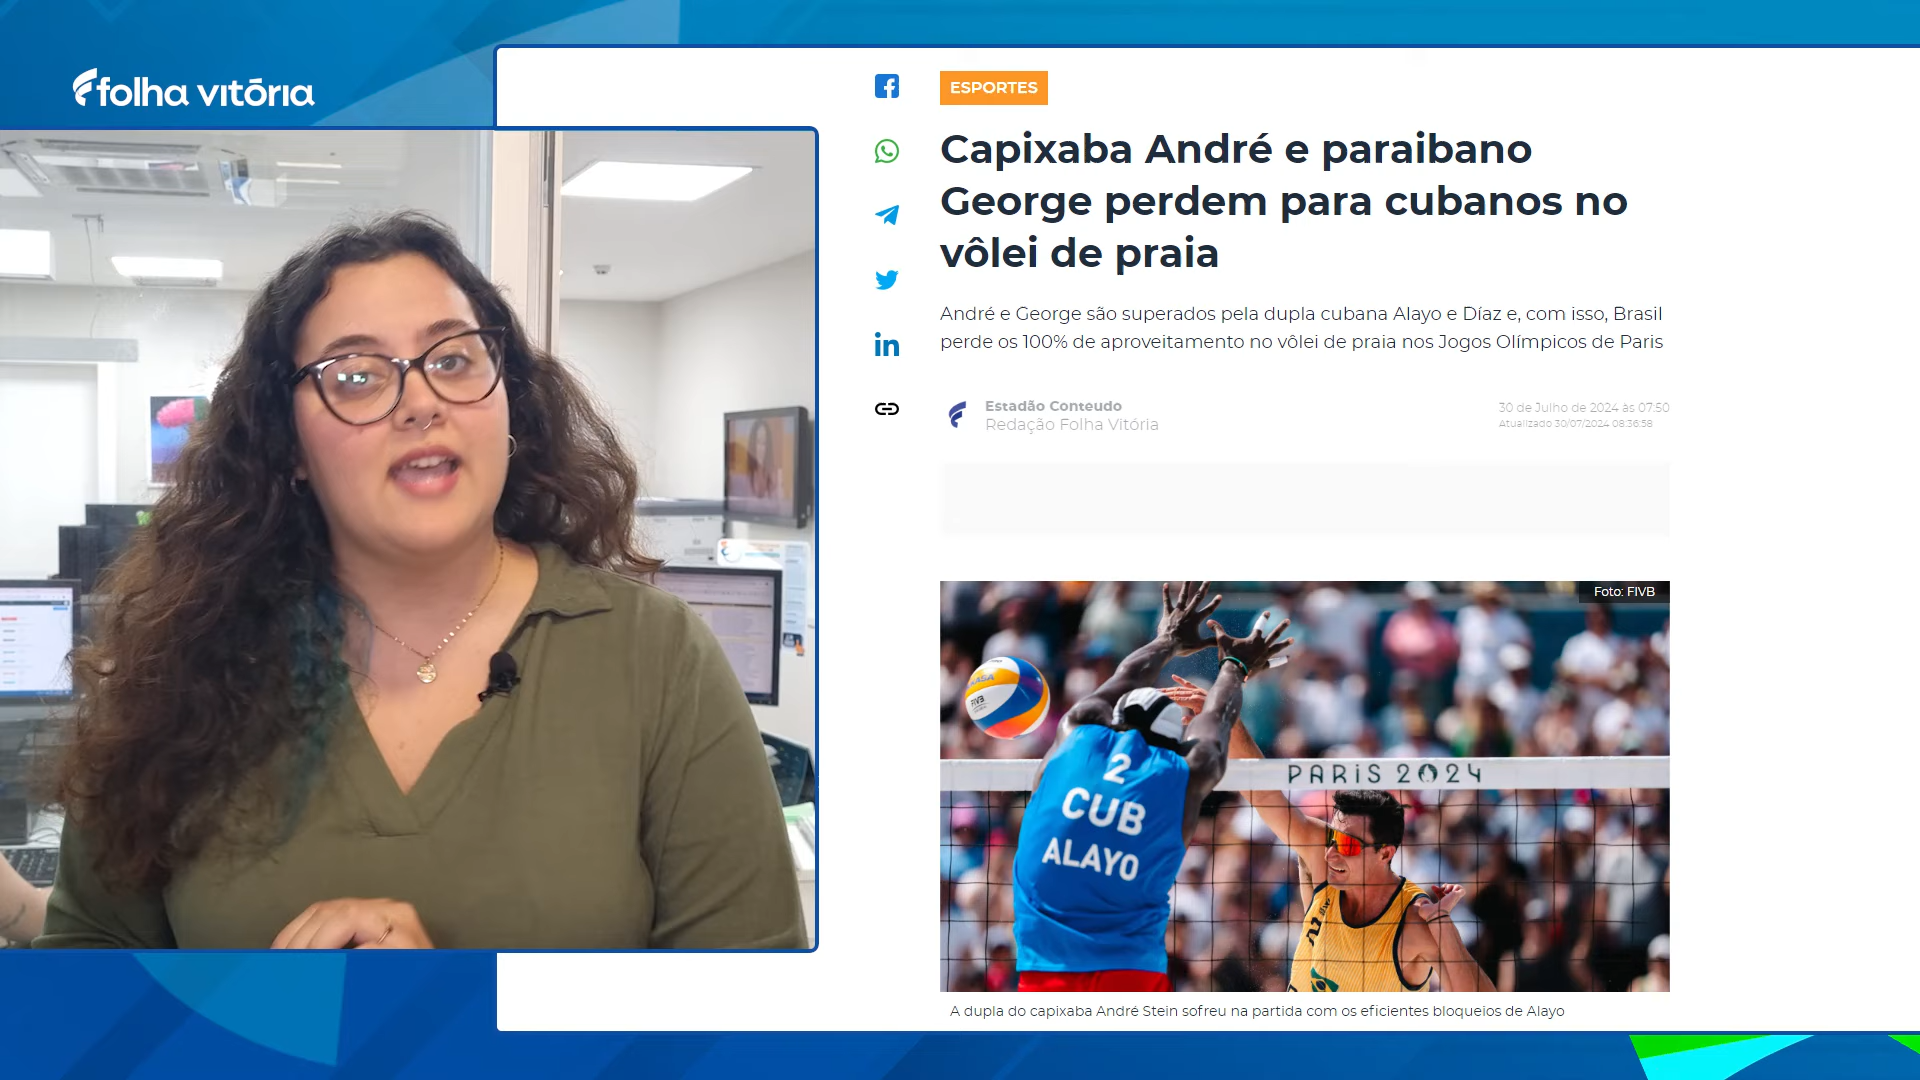 folha vitória
ESPORTES
Capixaba André e paraibano
George perdem para cubanos no
vôlei de praia
André e George são superados pela dupla cubana Alayo e Díaz e, com isso, Brasil
perde os 100% de aproveitamento no vôlei de praia nos Jogos Olímpicos de Paris
Estadão Conteudo
Redação Folha Vitória
30 de Julho de 2024 às 07:50
Atualizado 30/07/2024 08:36:58
Foto: FIVB
FIVB
PARIS 2024
2
CUB
ALAYO
A dupla do capixaba André Stein sofreu na partida com os eficientes bloqueios de Alayo